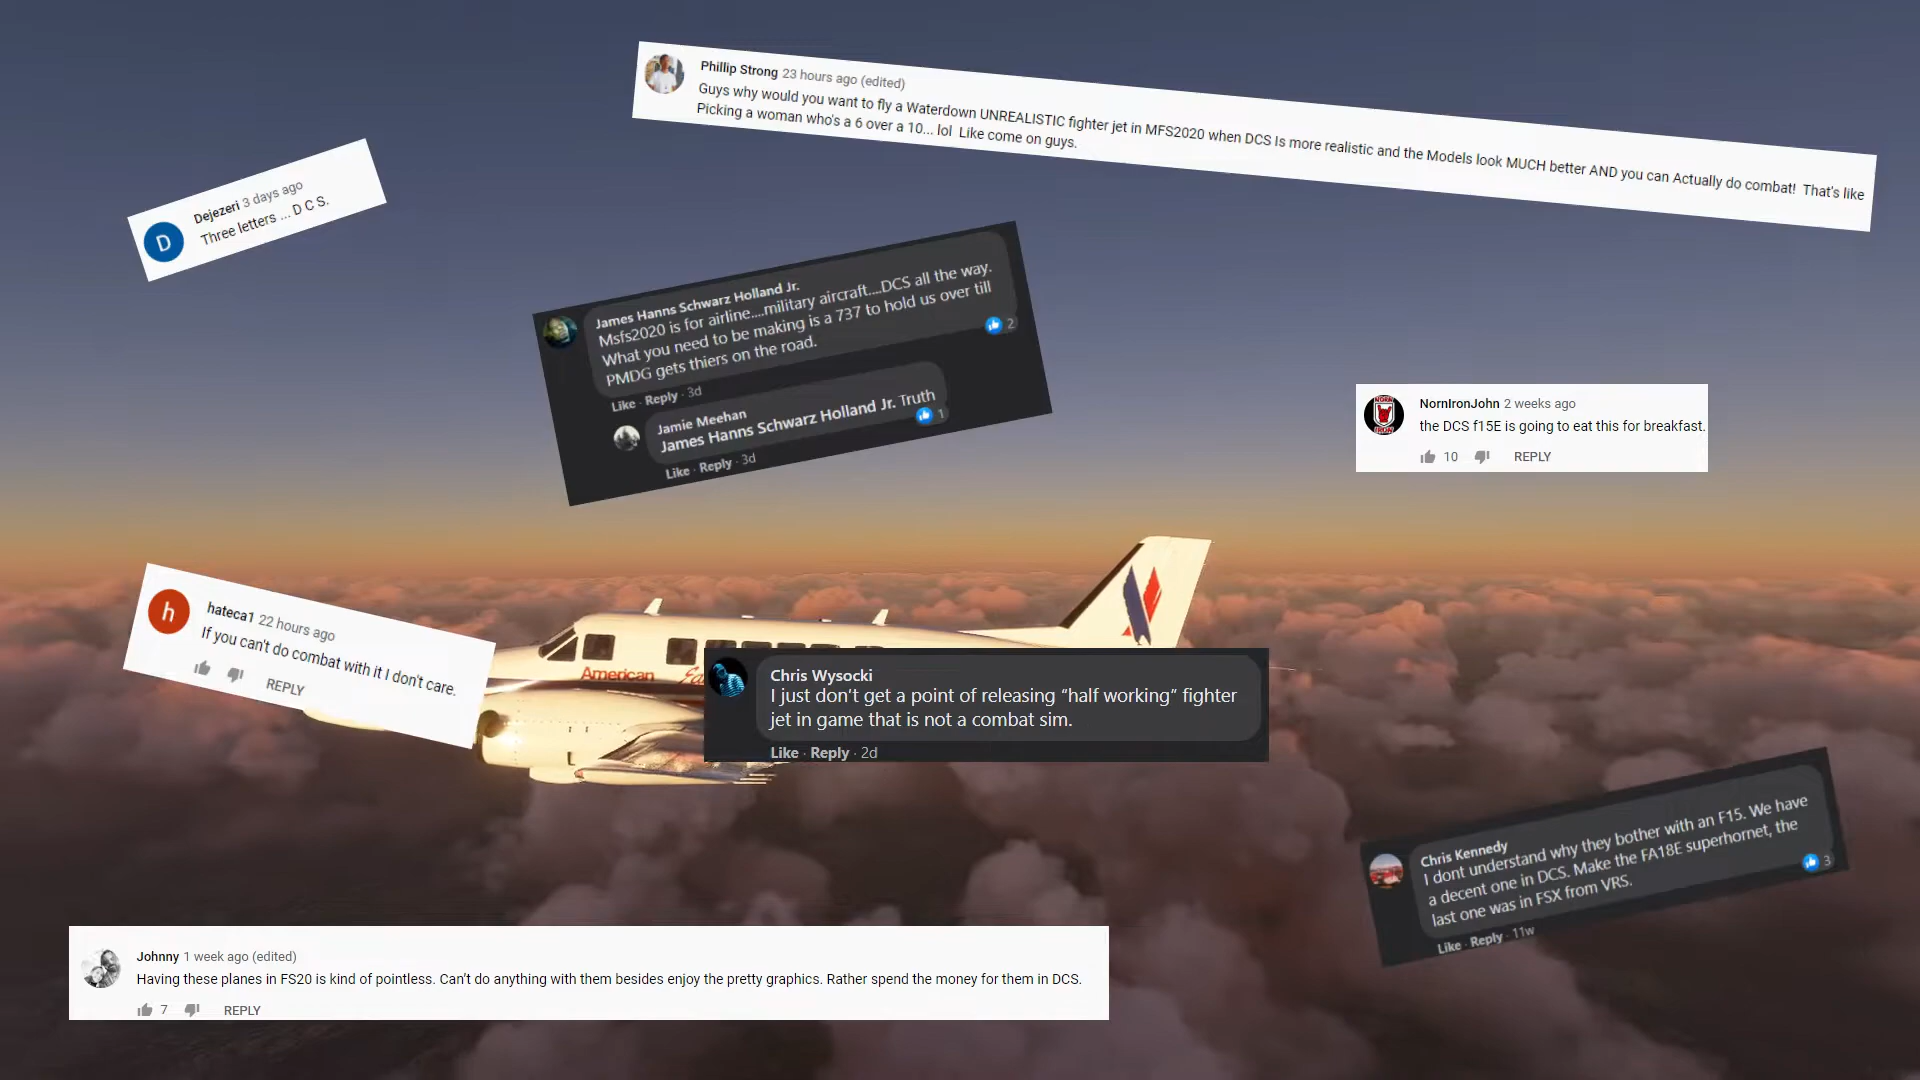 Phillip Strong 23 hours ago (edited)
Guys why would you want to fly a Waterdown UNREALISTIC fighter jet in MFS2020 when DCS Is more realistic and the Models look MUCH better AND you can Actually do combat! That's like
Picking a woman who's a 6 over a 10... lol Like come on guys.
D
Dejezeri 3 days ago
Three letters ... D C S.
James Hanns Schwarz Holland Jr.
Msfs2020 is for airline....military aircraft....DCS all the way.
What you need to be making is a 737 to hold us over till
PMDG gets thiers on the road.
2
Like · Reply · 3d
Jamie Meehan
James Hanns Schwarz Holland Jr. Truth
1
Like · Reply · 3d
NORN
IRON
NornIronJohn 2 weeks ago
the DCS f15E is going to eat this for breakfast.
10 REPLY
h
hateca1 22 hours ago
If you can't do combat with it I don't care.
REPLY
American
Chris Wysocki
I just don't get a point of releasing “half working” fighter
jet in game that is not a combat sim.
Like · Reply · 2d
Chris Kennedy
I dont understand why they bother with an F15. We have
a decent one in DCS. Make the FA18E superhornet, the
last one was in FSX from VRS.
3
Like · Reply · 11w
Johnny 1 week ago (edited)
Having these planes in FS20 is kind of pointless. Can't do anything with them besides enjoy the pretty graphics. Rather spend the money for them in DCS.
7 REPLY